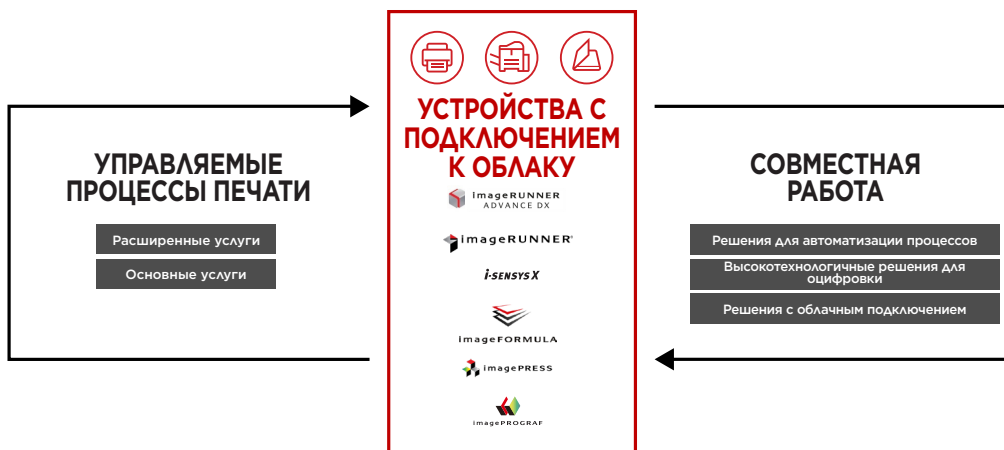 УПРАВЛЯЕМЫЕ
ПРОЦЕССЫ ПЕЧАТИ
Расширенные услуги
Основные услуги
УСТРОЙСТВА С
ПОДКЛЮЧЕНИЕМ
К ОБЛАКУ
imageRUNNER
ADVANCE DX
imageRUNNER®
i-SENSYS X
imageFORMULA
imagePRESS
imagePROGRAF
СОВМЕСТНАЯ
РАБОТА
Решения для автоматизации процессов
Высокотехнологичные решения для
оцифровки
Решения с облачным подключением